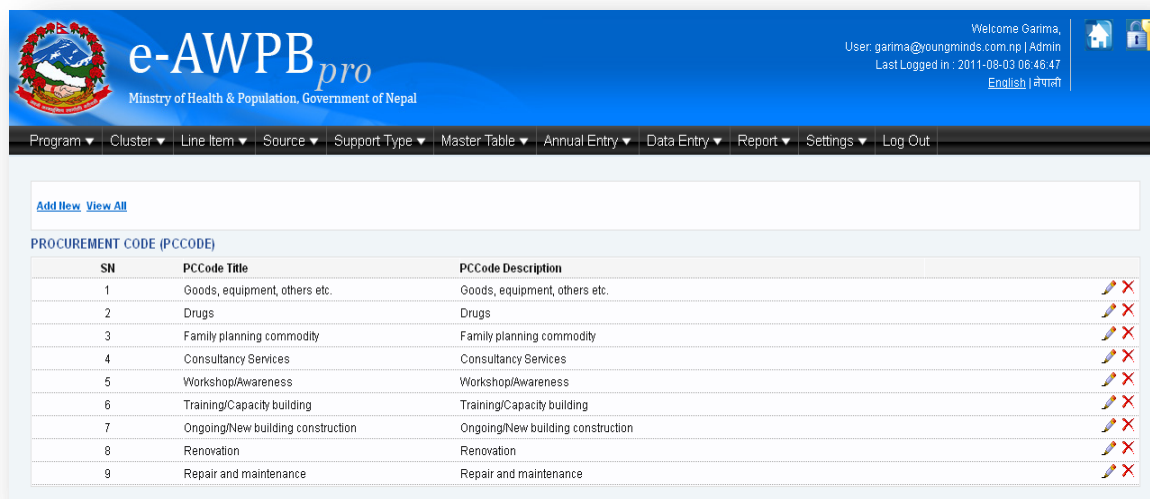 e-AWPB pro
Minstry of Health & Population, Government of Nepal
Welcome Garima,
User: garima@youngminds.com.np | Admin
Last Logged in : 2011-08-03 06:46:47
English | नेपाली
Program ▼ Cluster ▼ Line Item ▼ Source ▼ Support Type ▼ Master Table ▼ Annual Entry ▼ Data Entry ▼ Report ▼ Settings ▼ Log Out
Add New View All
PROCUREMENT CODE (PCCODE)
SN PCCode Title PCCode Description
1 Goods, equipment, others etc. Goods, equipment, others etc.
2 Drugs Drugs
3 Family planning commodity Family planning commodity
4 Consultancy Services Consultancy Services
5 Workshop/Awareness Workshop/Awareness
6 Training/Capacity building Training/Capacity building
7 Ongoing/New building construction Ongoing/New building construction
8 Renovation Renovation
9 Repair and maintenance Repair and maintenance